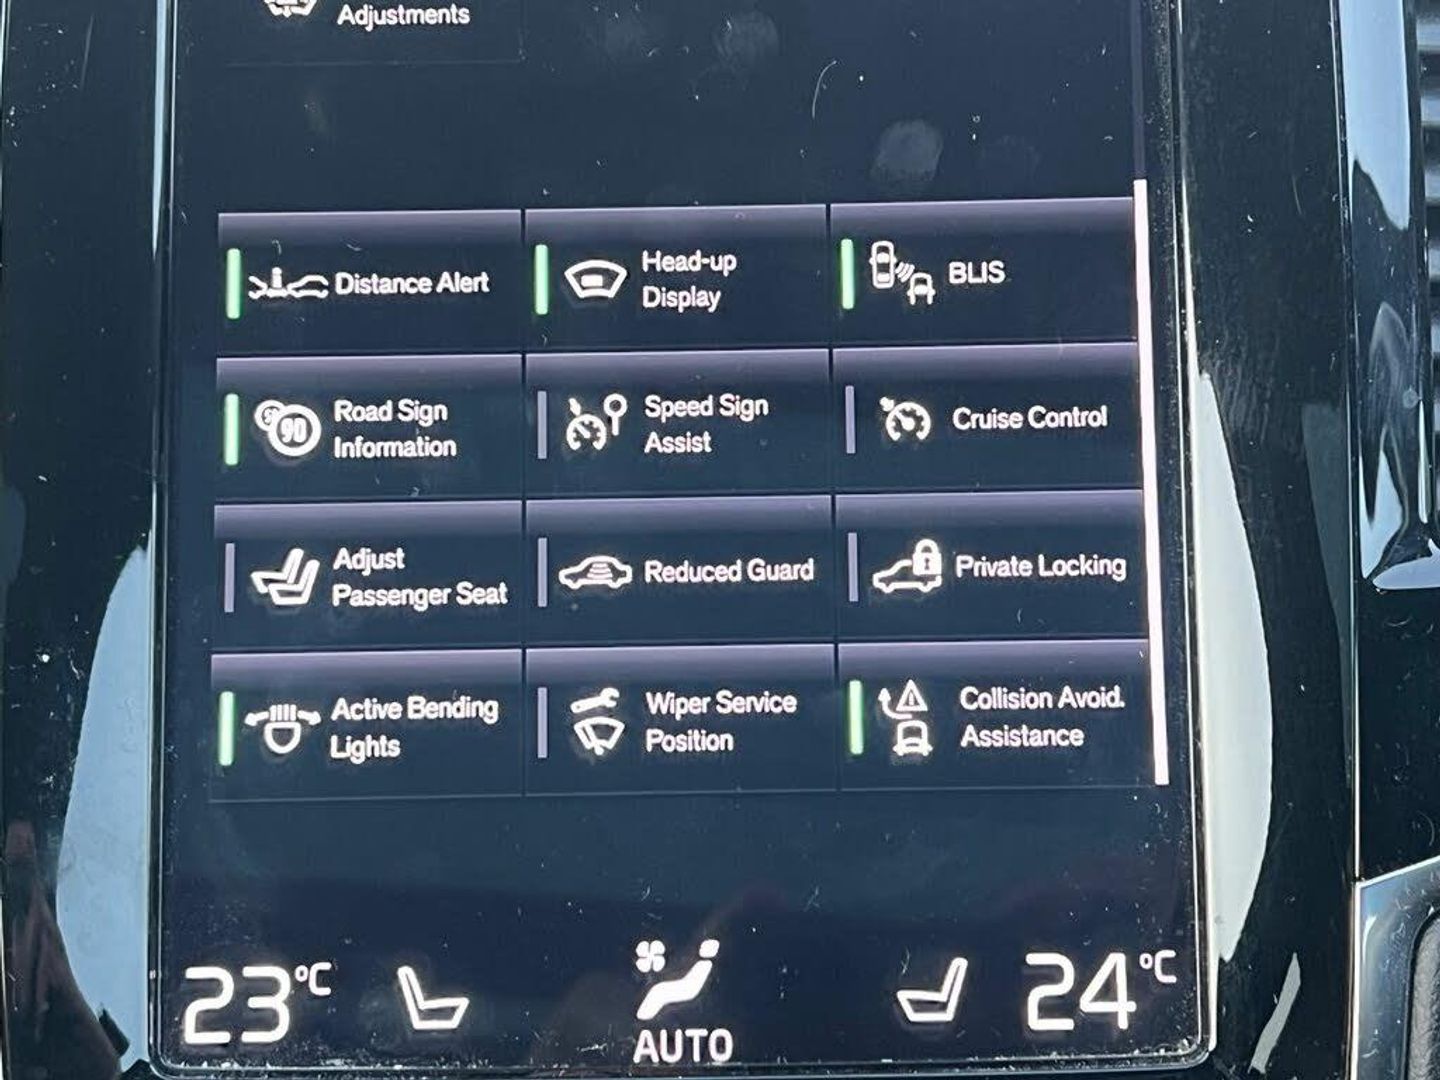 Adjustments
Distance Alert
Head-up
Display
BLIS
Road Sign
Information
50
90
Speed Sign
Assist
Cruise Control
Adjust
Passenger Seat
Reduced Guard
Private Locking
Active Bending
Lights
Wiper Service
Position
Collision Avoid.
Assistance
23°C
AUTO
24°C